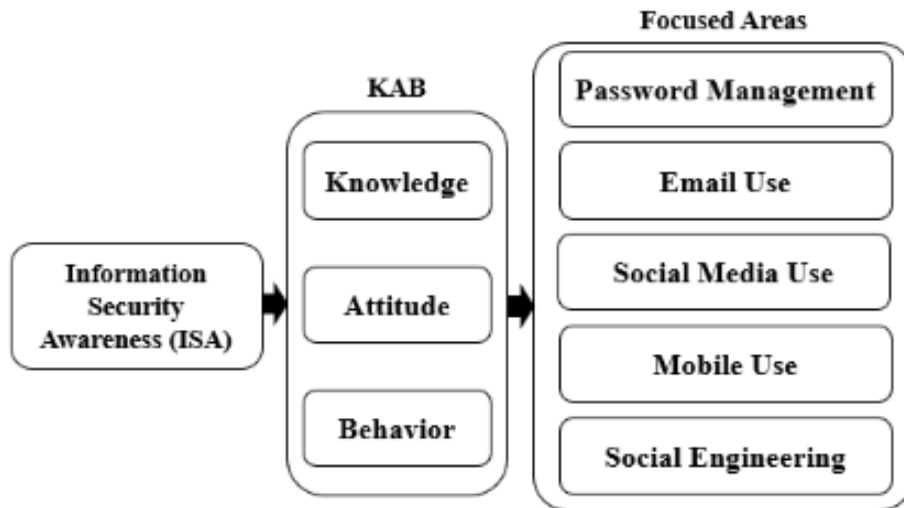 Focused Areas
KAB
Password Management
Knowledge
Email Use
Information
Security
Awareness (ISA)
Attitude
Social Media Use
Mobile Use
Behavior
Social Engineering